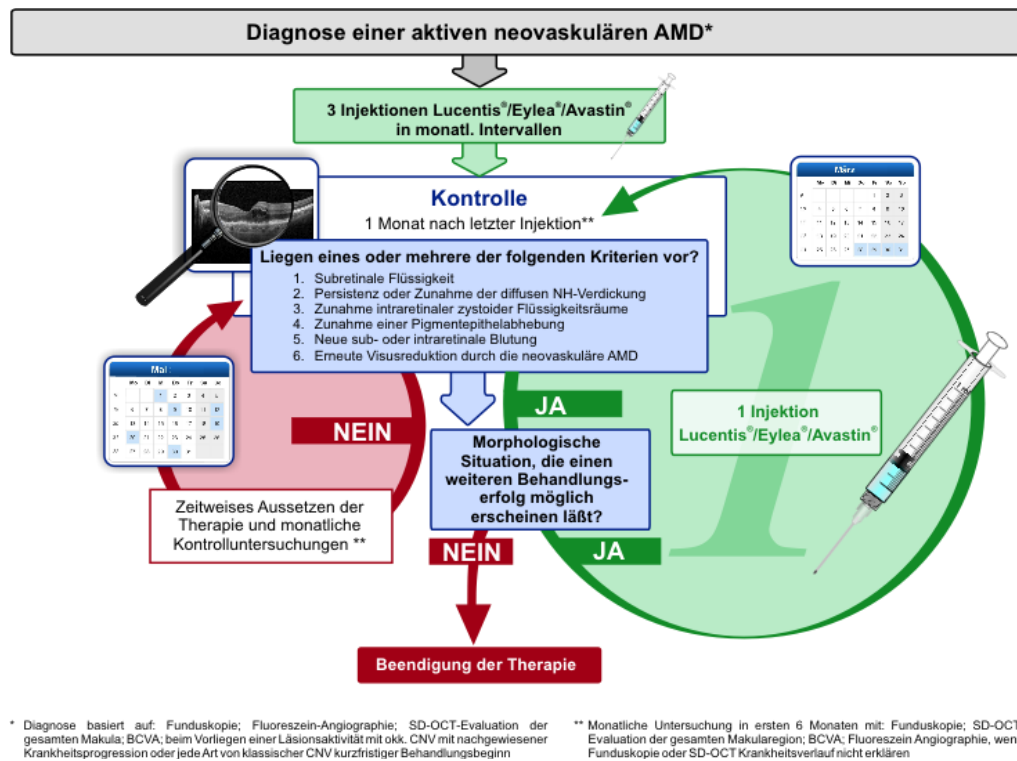 Diagnose einer aktiven neovaskulären AMD*
3 Injektionen Lucentis®/Eylea®/Avastin®
in monatl. Intervallen
Kontrolle
1 Monat nach letzter Injektion**
Liegen eines oder mehrere der folgenden Kriterien vor?
1. Subretinale Flüssigkeit
2. Persistenz oder Zunahme der diffusen NH-Verdickung
3. Zunahme intraretinaler zystoider Flüssigkeitsräume
4. Zunahme einer Pigmentepithelabhebung
5. Neue sub- oder intraretinale Blutung
6. Erneute Visusreduktion durch die neovaskuläre AMD
März
Mai
1
JA
NEIN
1 Injektion
Lucentis®/Eylea®/Avastin®
Morphologische
Situation, die einen
weiteren Behandlungs-
erfolg möglich
erscheinen läßt?
Zeitweises Aussetzen der
Therapie und monatliche
Kontrolluntersuchungen **
NEIN
JA
Beendigung der Therapie
* Diagnose basiert auf: Funduskopie; Fluoreszein-Angiographie; SD-OCT-Evaluation der
gesamten Makula; BCVA; beim Vorliegen einer Läsionsaktivität mit okk. CNV mit nachgewiesener
Krankheitsprogression oder jede Art von klassischer CNV kurzfristiger Behandlungsbeginn
** Monatliche Untersuchung in ersten 6 Monaten mit: Funduskopie; SD-OCT
Evaluation der gesamten Makularegion; BCVA; Fluoreszein Angiographie, wen
Funduskopie oder SD-OCT Krankheitsverlauf nicht erklären